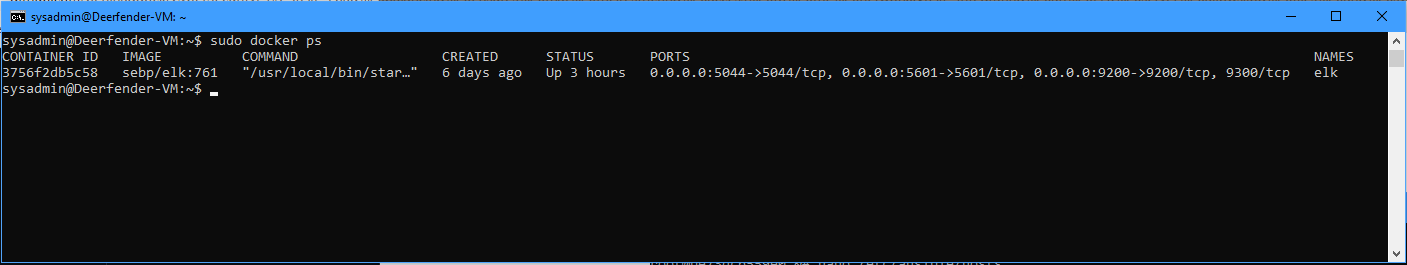 sysadmin@Deerfender-VM: ~
sysadmin@Deerfender-VM:~$ sudo docker ps
CONTAINER ID   IMAGE          COMMAND                  CREATED      STATUS       PORTS                                                                              NAMES
3756f2db5c58   sebp/elk:761   "/usr/local/bin/star…"   6 days ago   Up 3 hours   0.0.0.0:5044->5044/tcp, 0.0.0.0:5601->5601/tcp, 0.0.0.0:9200->9200/tcp, 9300/tcp   elk
sysadmin@Deerfender-VM:~$